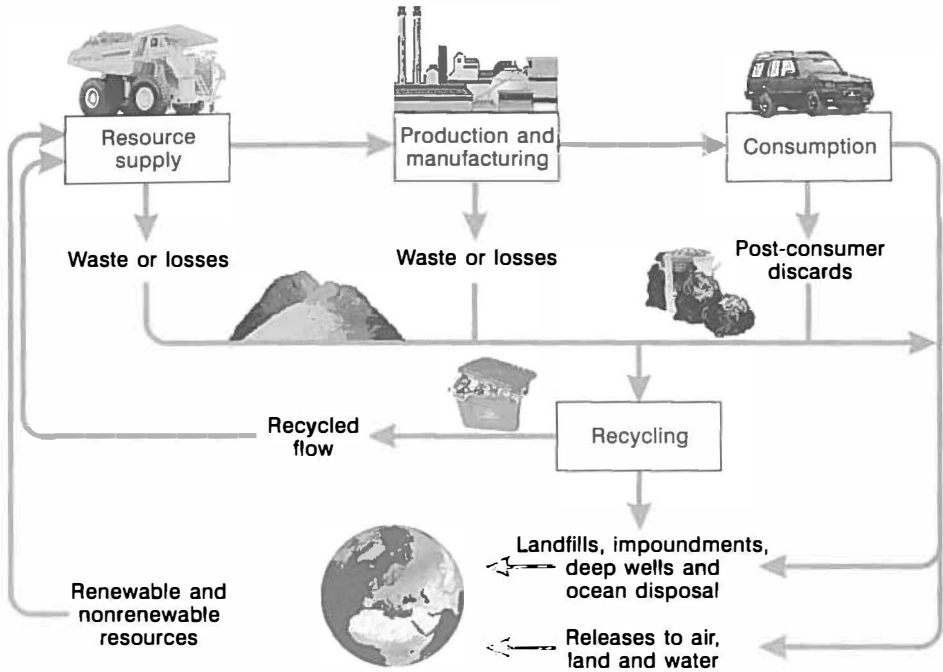 Resource
supply
Production and
manufacturing
Consumption
Waste or losses
Waste or losses
Post-consumer
discards
Recycled
flow
Recycling
Landfills, impoundments,
deep wells and
ocean disposal
Renewable and
nonrenewable
resources
Releases to air,
land and water